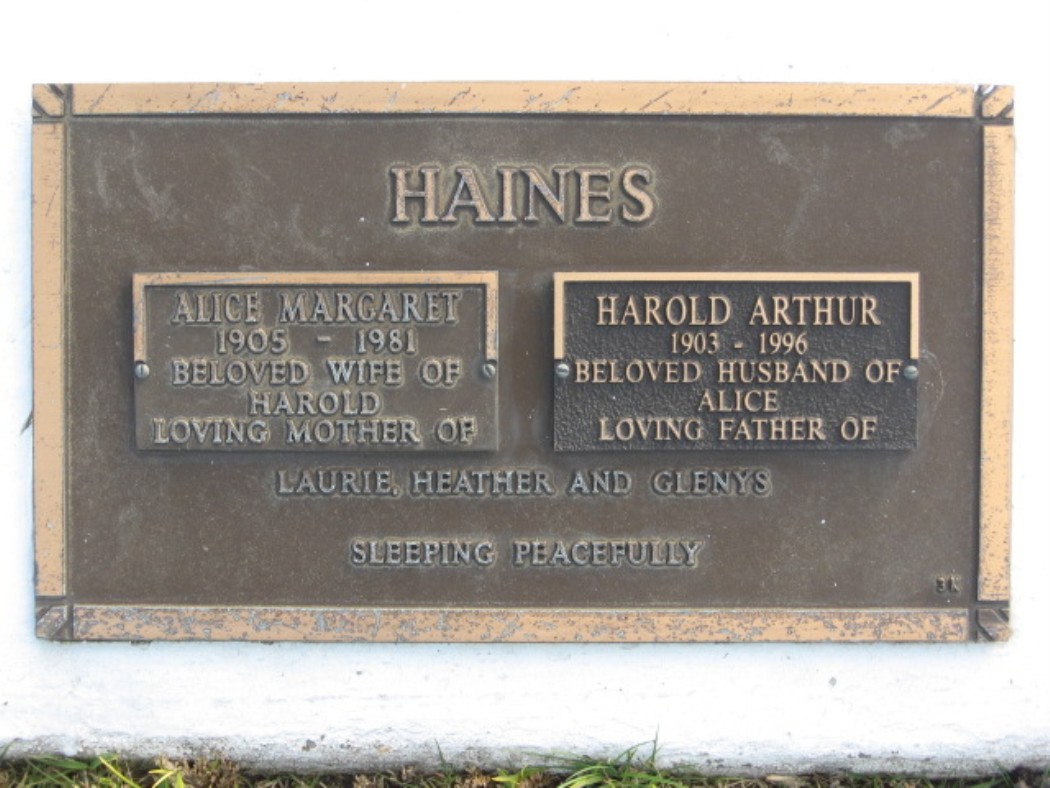 HAINES
ALICE MARGARET
1905 - 1981
BELOVED WIFE OF
HAROLD
LOVING MOTHER OF
HAROLD ARTHUR
1903 - 1996
BELOVED HUSBAND OF
ALICE
LOVING FATHER OF
LAURIE, HEATHER AND GLENYS
SLEEPING PEACEFULLY